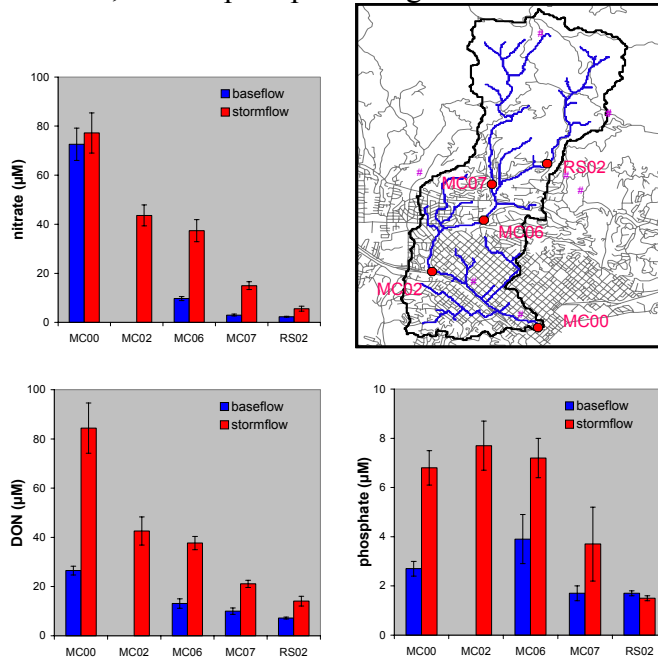 baseflow
stormflow
nitrate (µM)
100
80
60
40
20
0
MC00 MC02 MC06 MC07 RS02
RS02
MC07
MC06
MC02
MC00
baseflow
stormflow
DON (µM)
100
80
60
40
20
0
MC00 MC02 MC06 MC07 RS02
baseflow
stormflow
phosphate (µM)
10
8
6
4
2
0
MC00 MC02 MC06 MC07 RS02